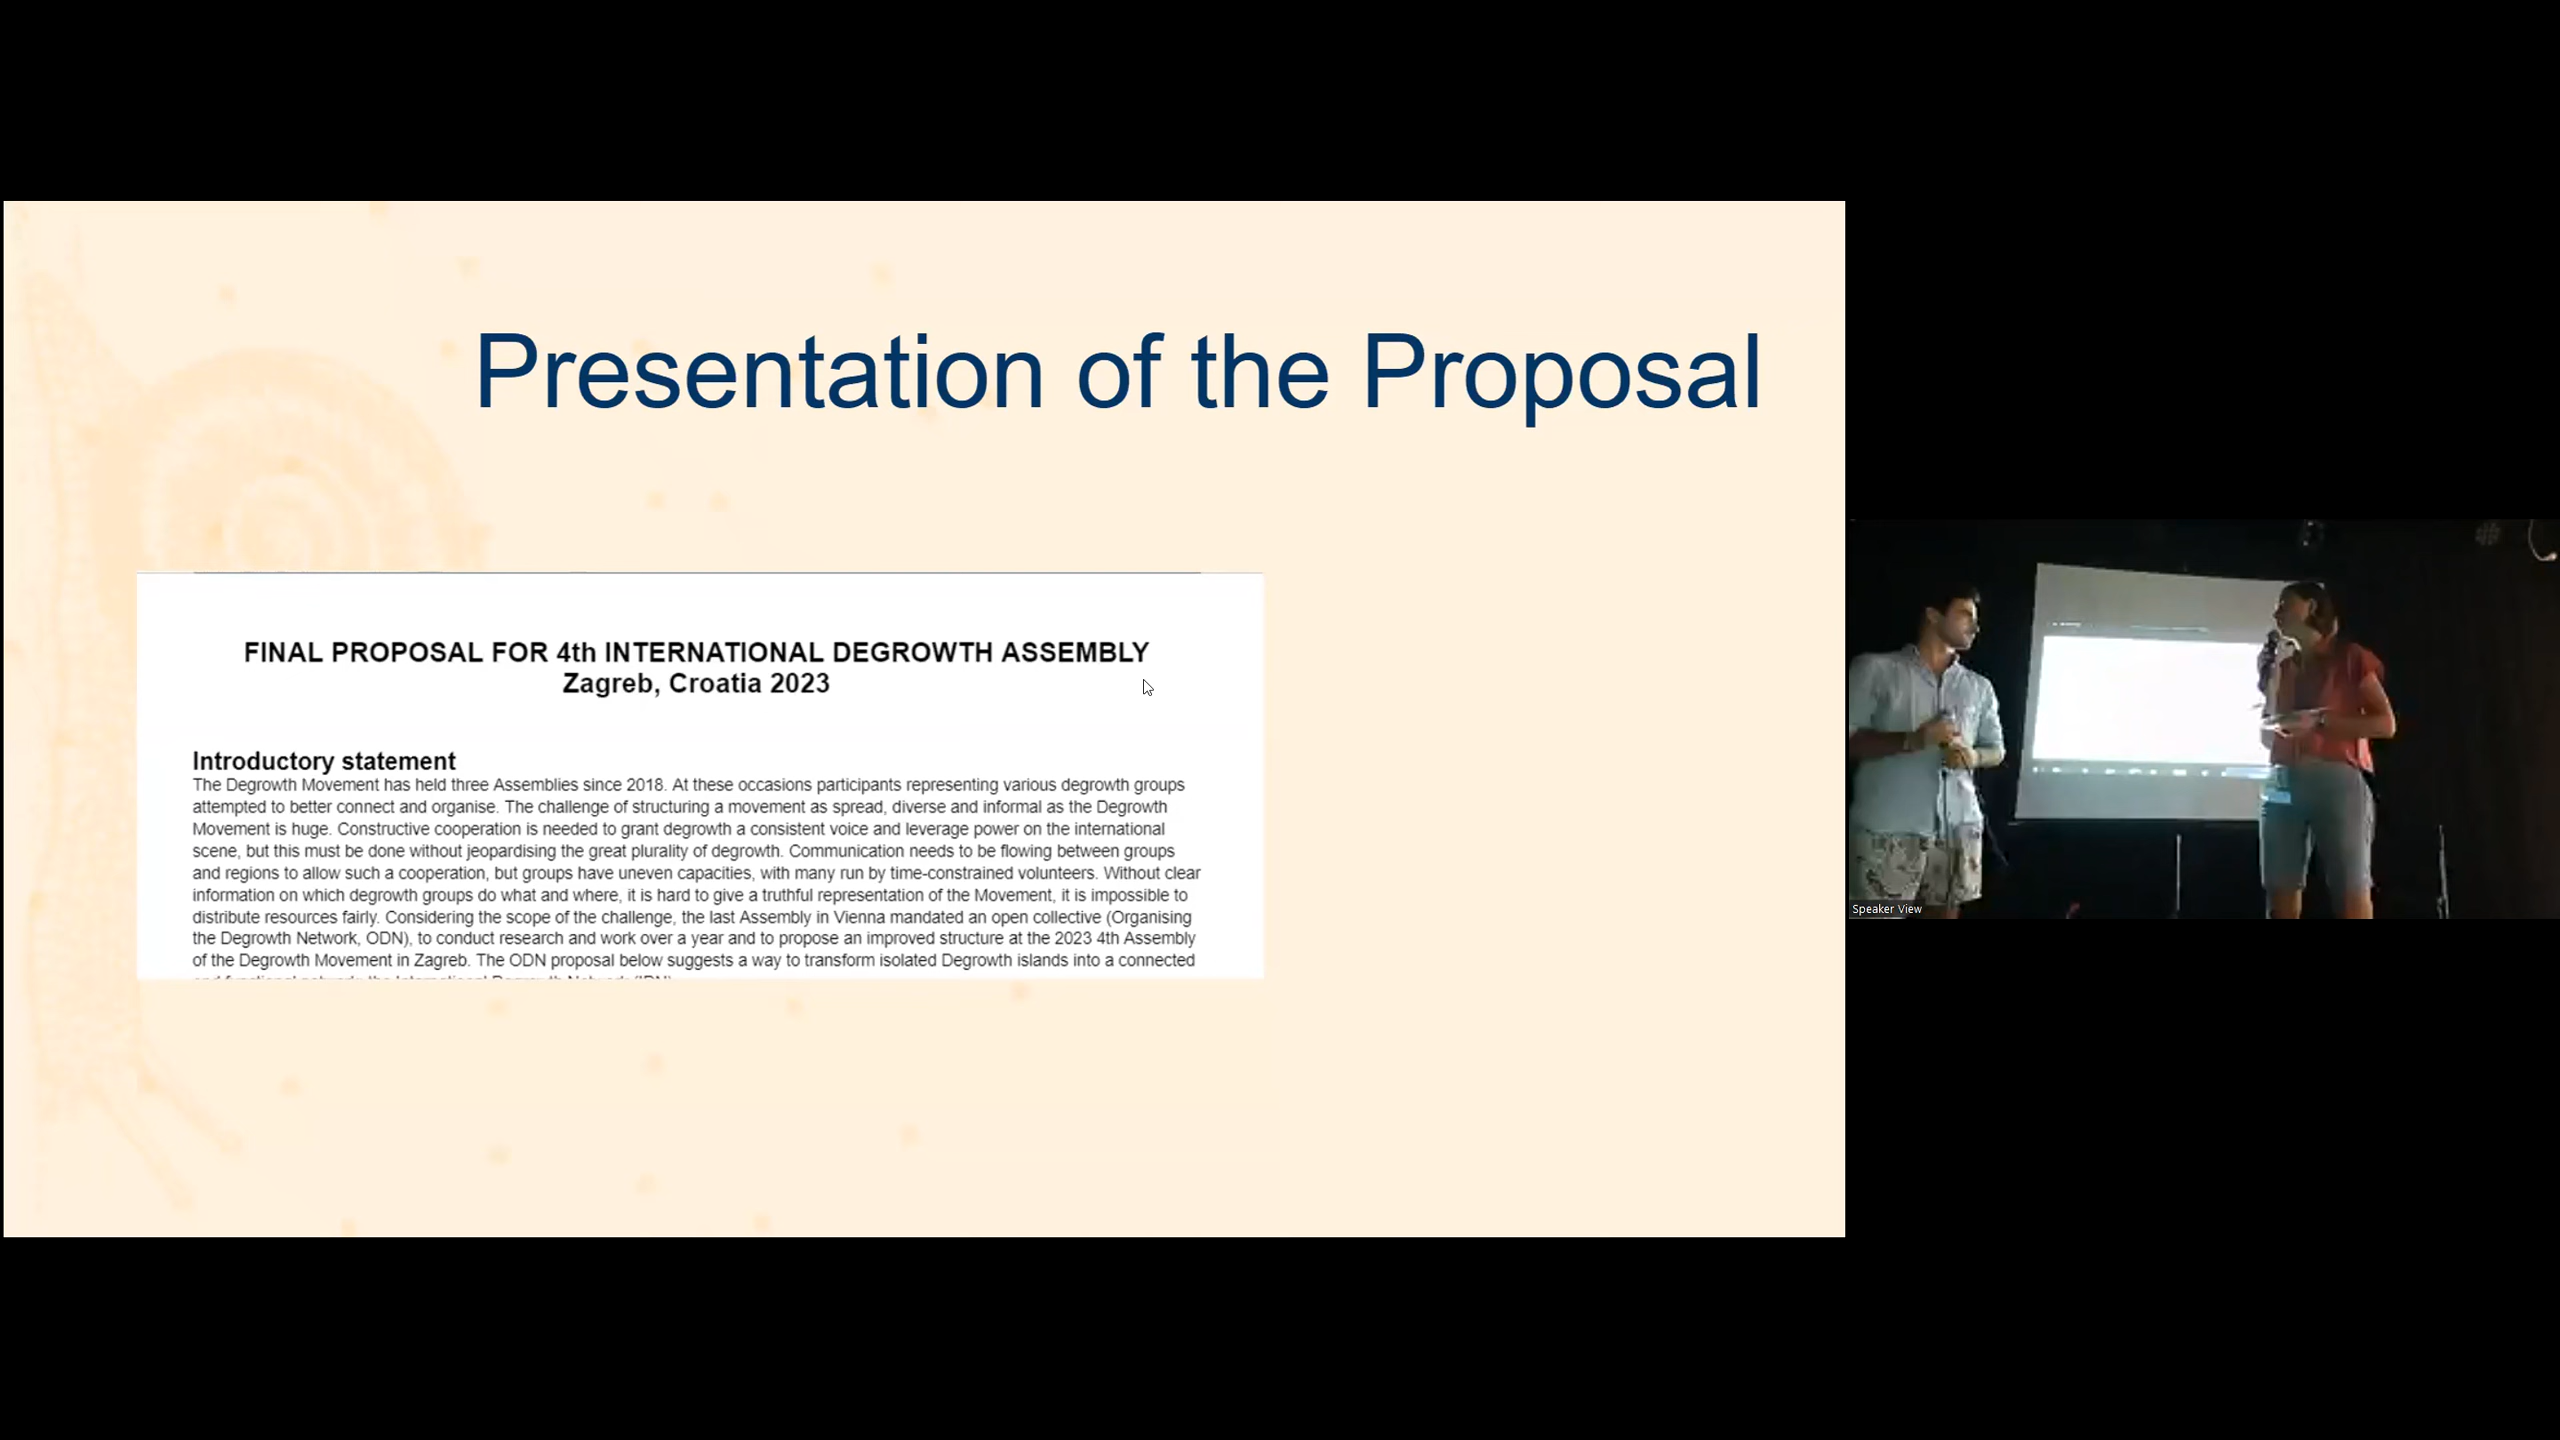 Presentation of the Proposal
FINAL PROPOSAL FOR 4th INTERNATIONAL DEGROWTH ASSEMBLY
Zagreb, Croatia 2023
Introductory statement
The Degrowth Movement has held three Assemblies since 2018. At these occasions participants representing various degrowth groups
attempted to better connect and organise. The challenge of structuring a movement as spread, diverse and informal as the Degrowth
Movement is huge. Constructive cooperation is needed to grant degrowth a consistent voice and leverage power on the international
scene, but this must be done without jeopardising the great plurality of degrowth. Communication needs to be flowing between groups
and regions to allow such a cooperation, but groups have uneven capacities, with many run by time-constrained volunteers. Without clear
information on which degrowth groups do what and where, it is hard to give a truthful representation of the Movement, it is impossible to
distribute resources fairly. Considering the scope of the challenge, the last Assembly in Vienna mandated an open collective (Organising
the Degrowth Network, ODN), to conduct research and work over a year and to propose an improved structure at the 2023 4th Assembly
of the Degrowth Movement in Zagreb. The ODN proposal below suggests a way to transform isolated Degrowth islands into a connected
Speaker View